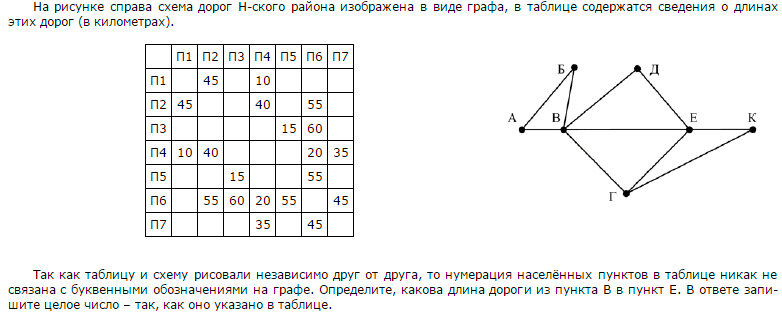 На рисунке справа схема дорог Н-ского района изображена в виде графа, в таблице содержатся сведения о длинах
этих дорог (в километрах).
П1 П2 П3 П4 П5 П6 П7
П1 45 10
П2 45 40 55
П3 15 60
П4 10 40 20 35
П5 15 55
П6 55 60 20 55 45
П7 35 45
Б Д
А В Е К
Г
Так как таблицу и схему рисовали независимо друг от друга, то нумерация населённых пунктов в таблице никак не
связана с буквенными обозначениями на графе. Определите, какова длина дороги из пункта В в пункт Е. В ответе запи-
шите целое число – так, как оно указано в таблице.